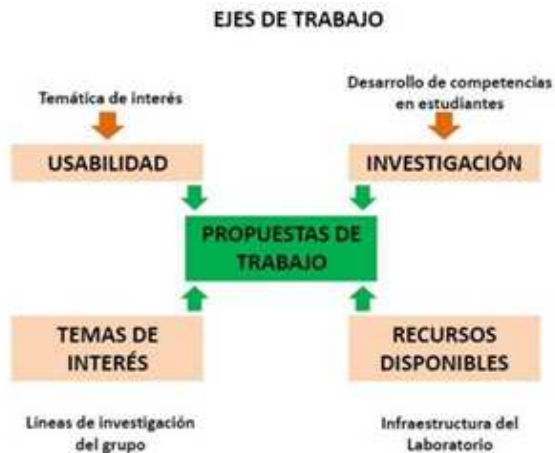 EJES DE TRABAJO
Temática de interés
Desarrollo de competencias
en estudiantes
USABILIDAD
INVESTIGACIÓN
PROPUESTAS DE
TRABAJO
TEMAS DE
INTERÉS
RECURSOS
DISPONIBLES
Líneas de investigación
del grupo
Infraestructura del
Laboratorio